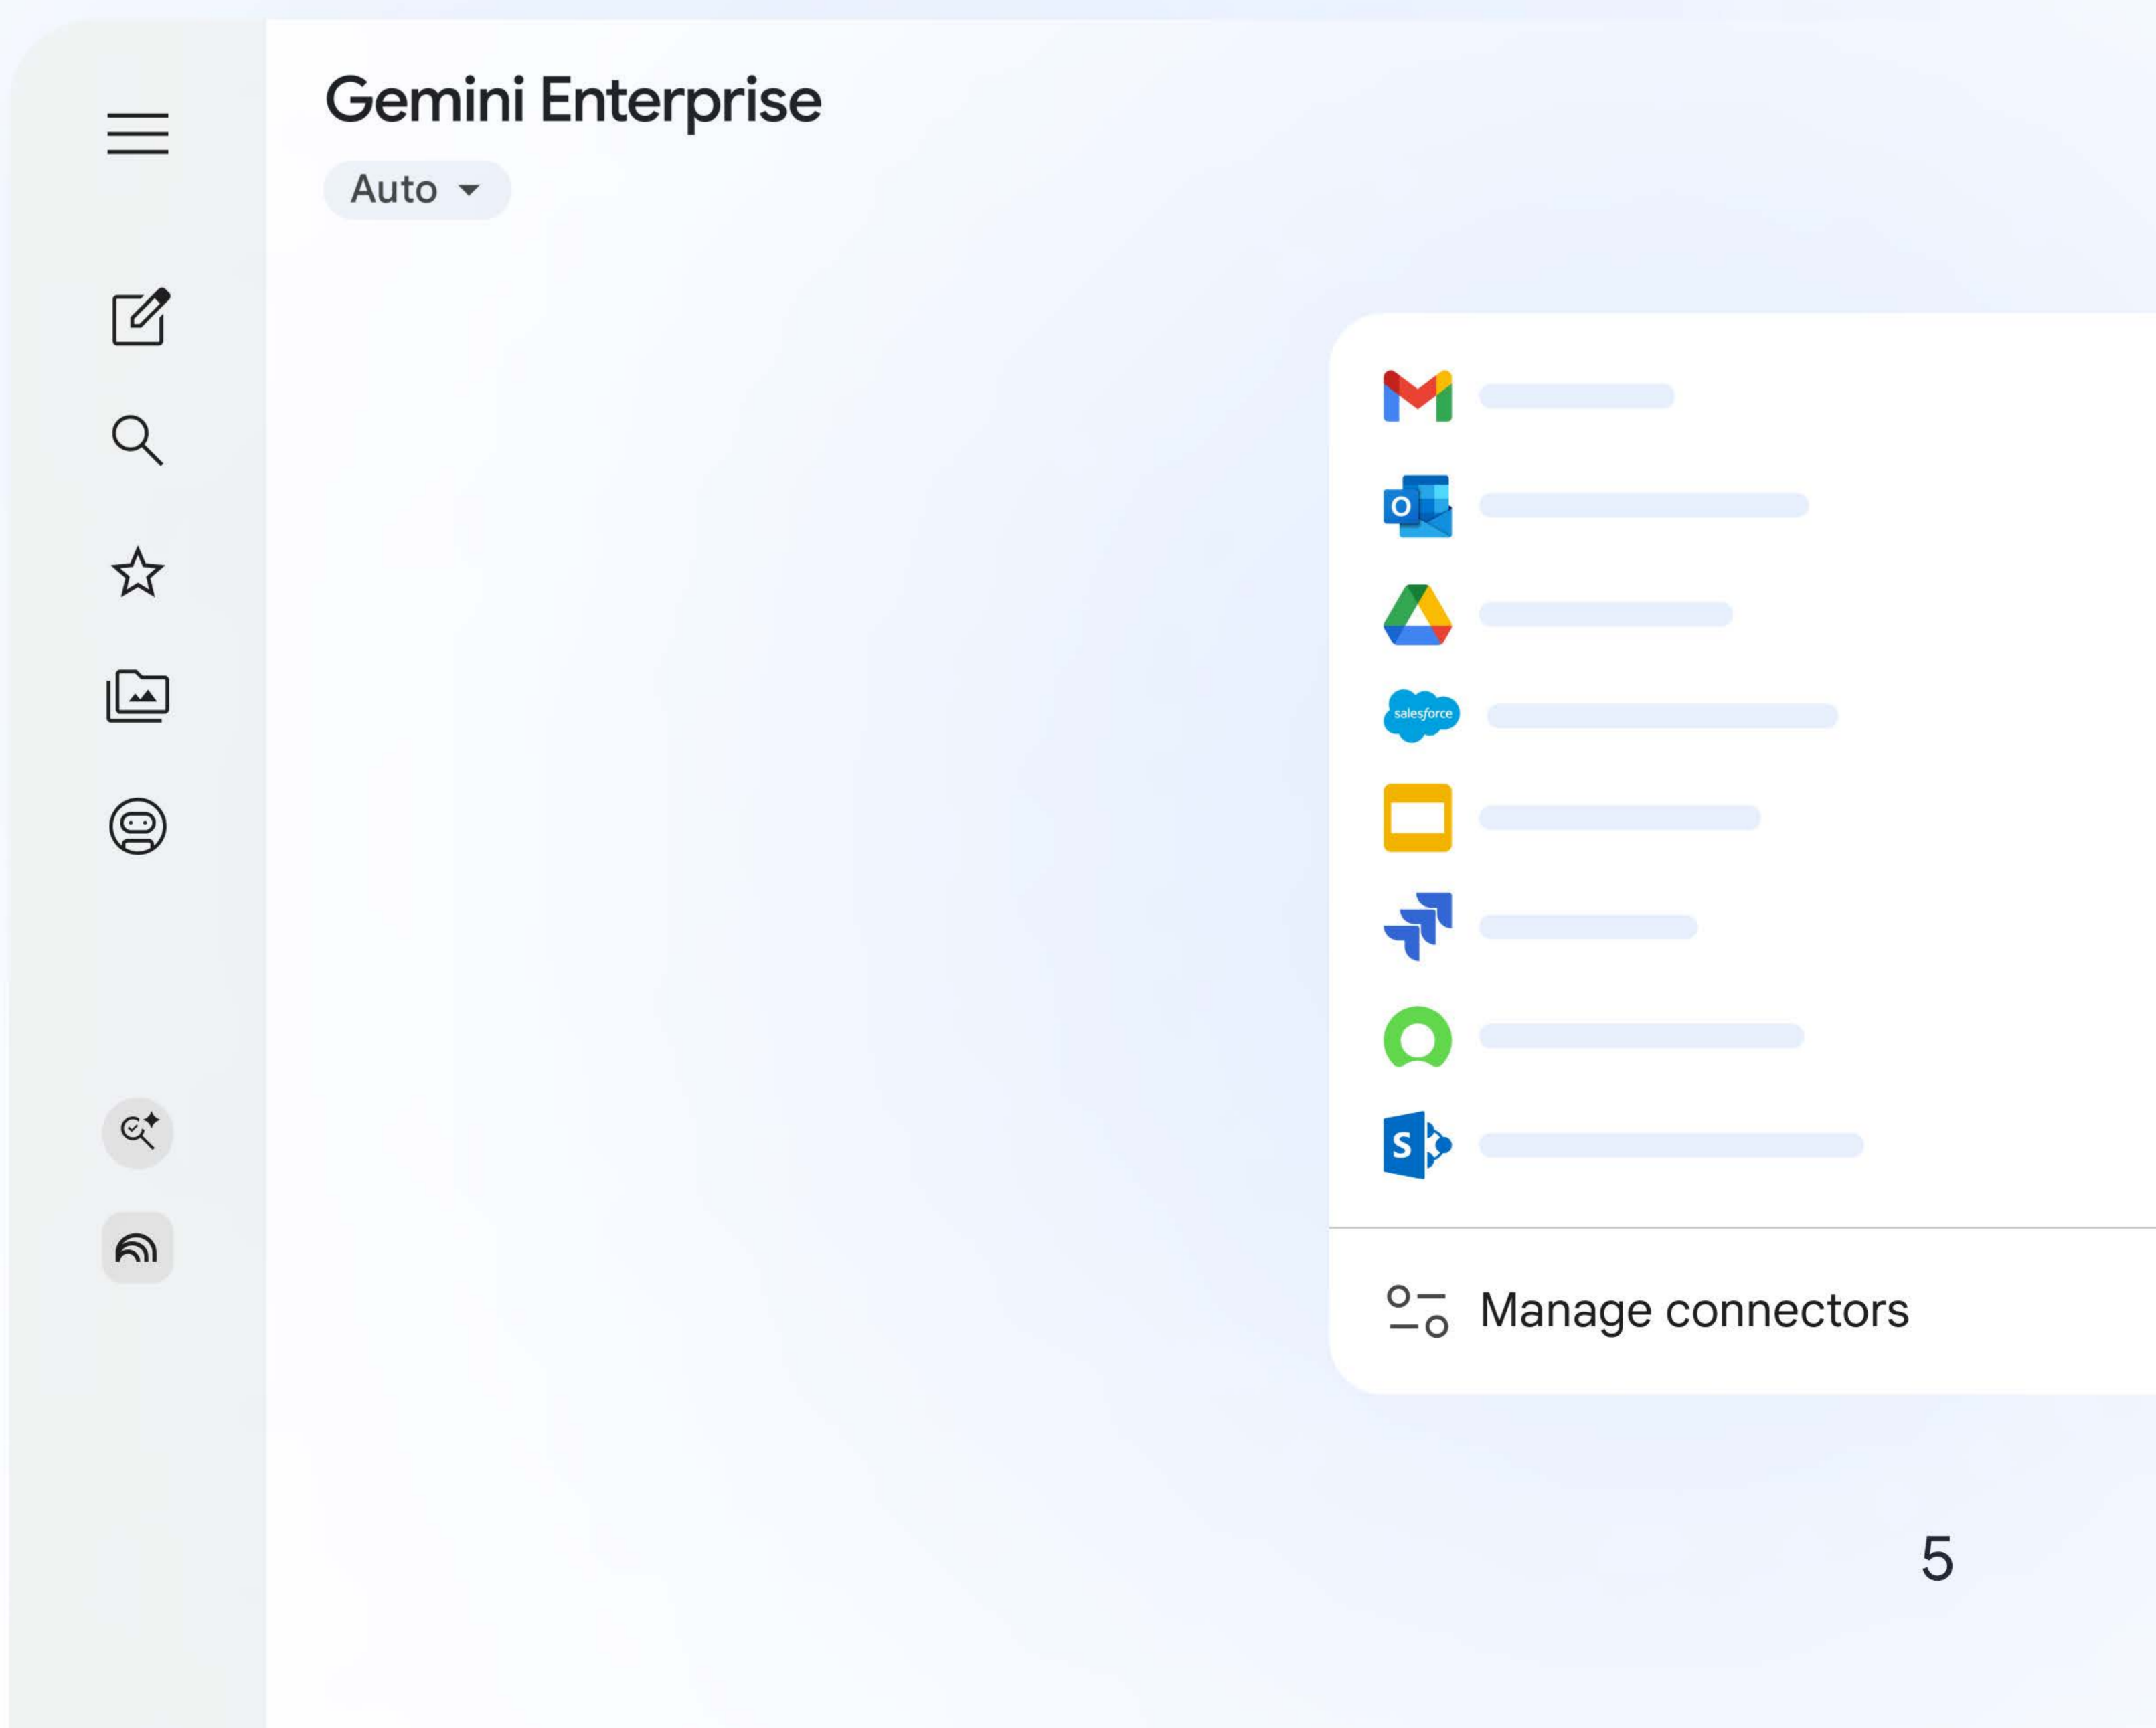 Gemini Enterprise
Auto
O
salesforce
S
Manage connectors
5